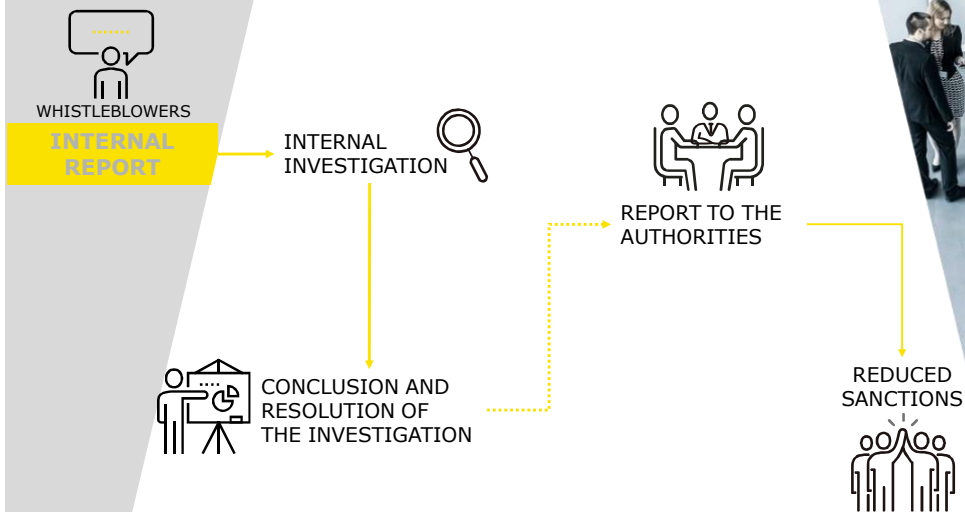 WHISTLEBLOWERS
INTERNAL
REPORT
INTERNAL
INVESTIGATION
REPORT TO THE
AUTHORITIES
CONCLUSION AND
RESOLUTION OF
THE INVESTIGATION
REDUCED
SANCTIONS